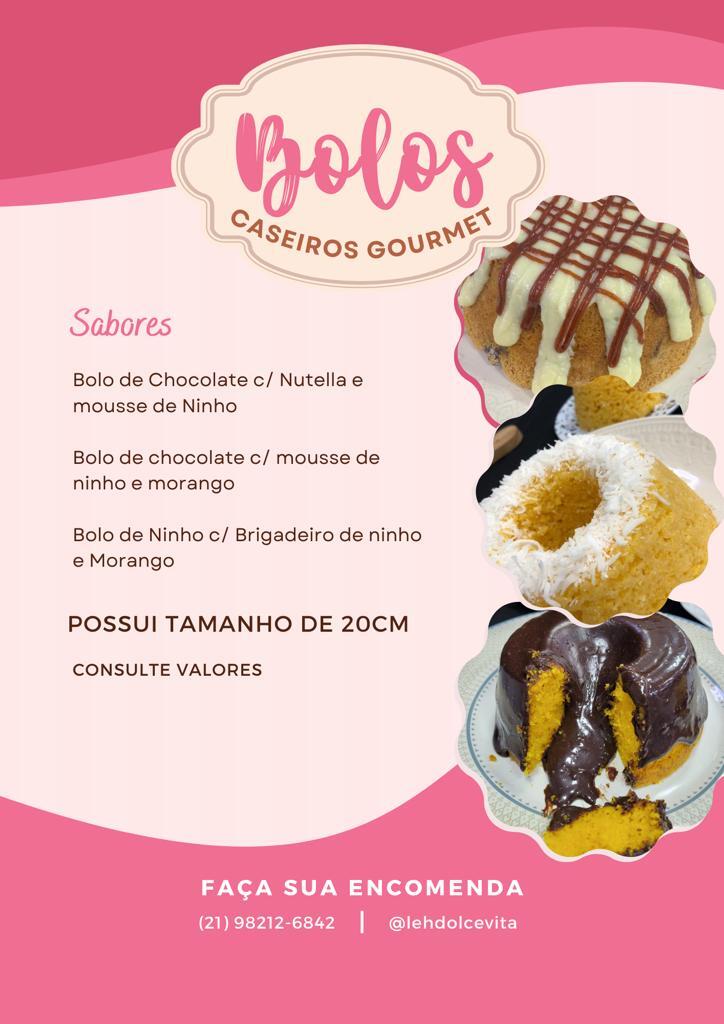 Bolos
CASEIROS GOURMET
Sabores
Bolo de Chocolate c/ Nutella e
mousse de Ninho
Bolo de chocolate c/ mousse de
ninho e morango
Bolo de Ninho c/ Brigadeiro de ninho
e Morango
POSSUI TAMANHO DE 20CM
CONSULTE VALORES
FAÇA SUA ENCOMENDA
(21) 98212-6842 | @lehdolcevita